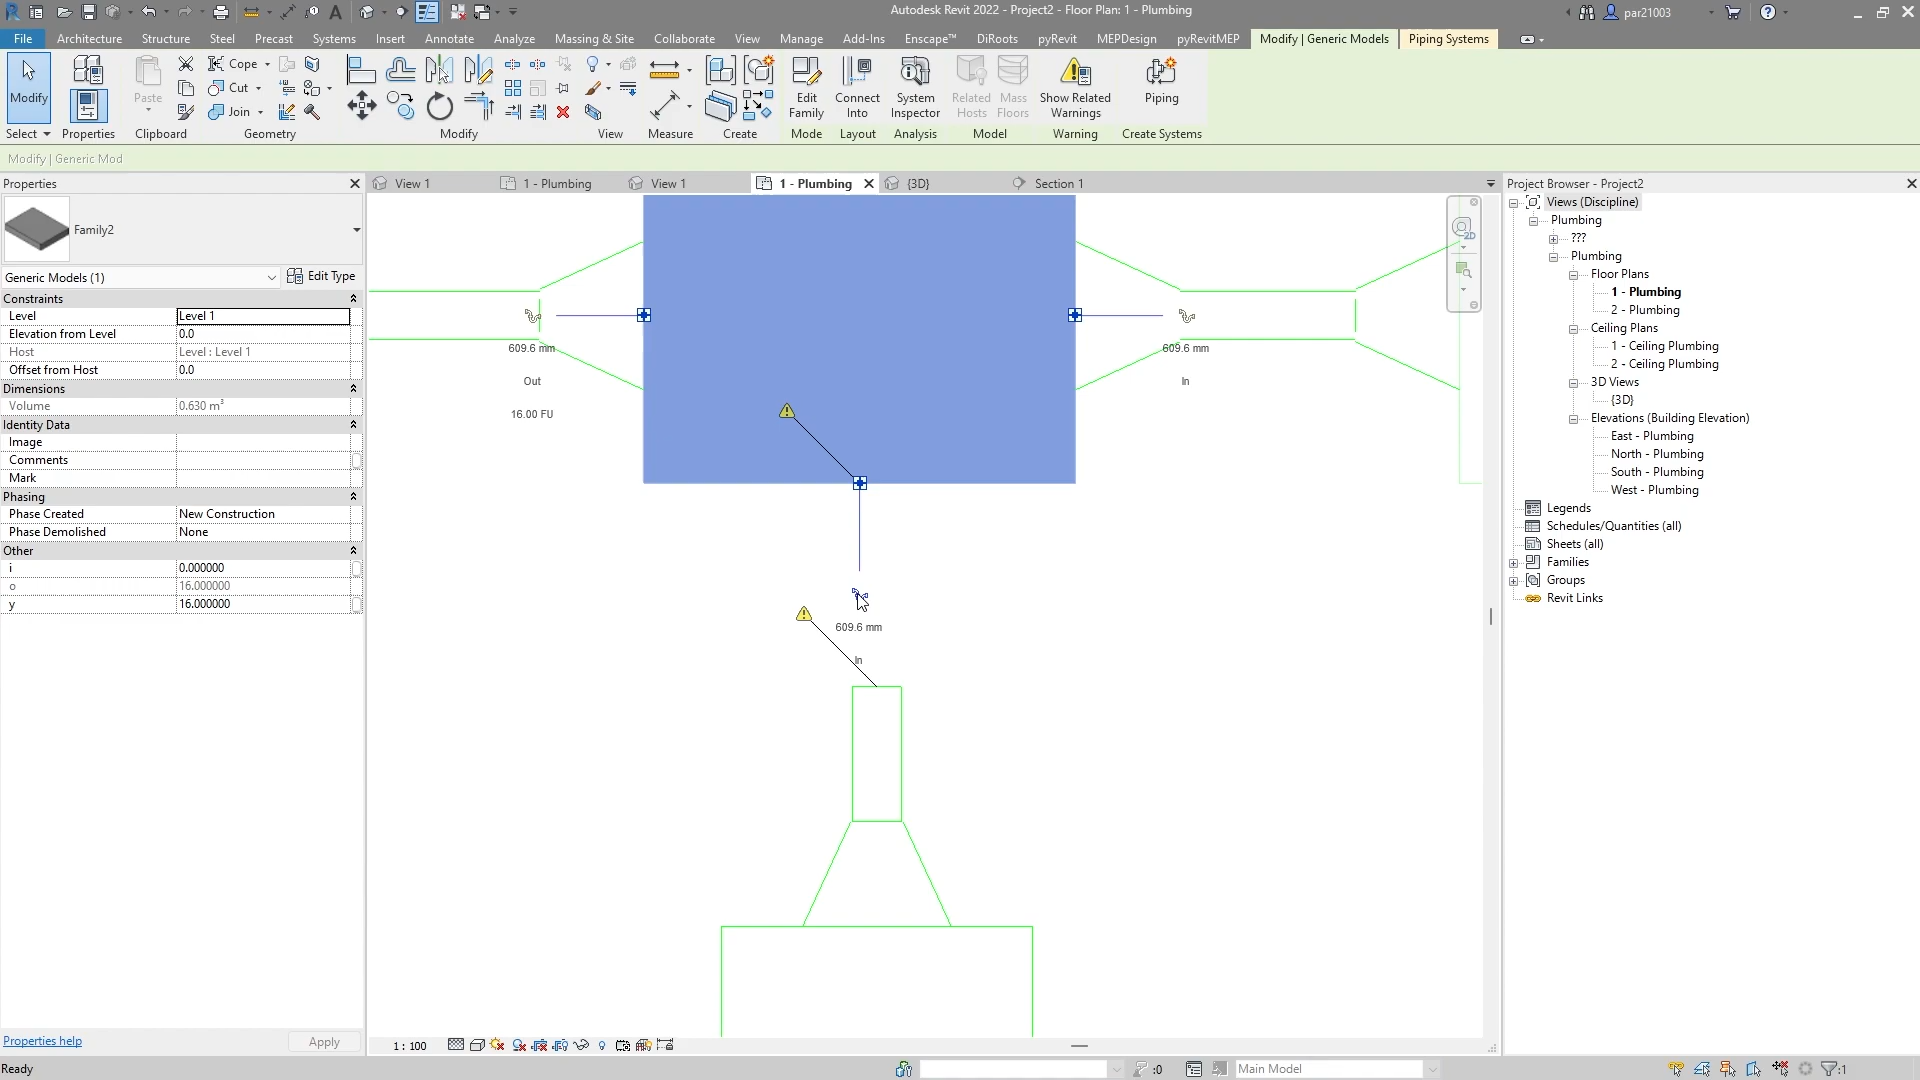 Autodesk Revit 2022 - Project2 - Floor Plan: 1 - Plumbing
par21003
File Architecture Structure Steel Precast Systems Insert Annotate Analyze Massing & Site Collaborate View Manage Add-Ins Enscape™ DiRoots pyRevit MEPDesign pyRevitMEP Modify | Generic Models Piping Systems
Modify
Paste
Cope
Cut
Join
Edit Family
Connect Into
System Inspector
Related Hosts
Mass Floors
Show Related Warnings
Piping
Select Properties Clipboard Geometry Modify View Measure Create Mode Layout Analysis Model Warning Create Systems
Modify | Generic Mod
Properties
View 1
1 - Plumbing
View 1
1 - Plumbing
{3D}
Section 1
Project Browser - Project2
Family2
Generic Models (1)
Edit Type
Constraints
Level Level 1
Elevation from Level 0.0
Host Level : Level 1
Offset from Host 0.0
Dimensions
Volume 0.630 m³
Identity Data
Image
Comments
Mark
Phasing
Phase Created New Construction
Phase Demolished None
Other
i 0.000000
o 16.000000
y 16.000000
Properties help
Apply
609.6 mm
Out
16.00 FU
609.6 mm
In
609.6 mm
In
2D
Views (Discipline)
Plumbing
???
Plumbing
Floor Plans
1 - Plumbing
2 - Plumbing
Ceiling Plans
1 - Ceiling Plumbing
2 - Ceiling Plumbing
3D Views
{3D}
Elevations (Building Elevation)
East - Plumbing
North - Plumbing
South - Plumbing
West - Plumbing
Legends
Schedules/Quantities (all)
Sheets (all)
Families
Groups
Revit Links
1 : 100
Ready
:0
Main Model
:1